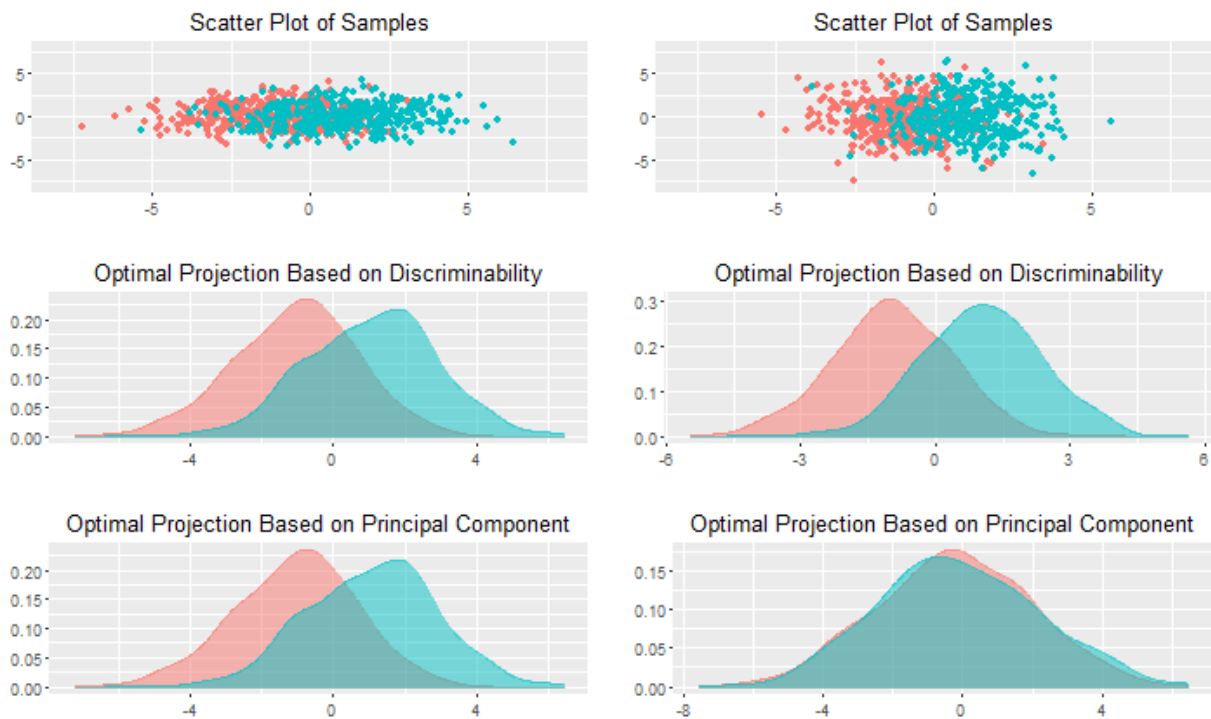 Scatter Plot of Samples
5
0
-5
-5 0 5
Scatter Plot of Samples
5
0
-5
-5 0 5
Optimal Projection Based on Discriminability
0.20
0.15
0.10
0.05
0.00
-4 0 4
Optimal Projection Based on Discriminability
0.3
0.2
0.1
0.0
-6 -3 0 3 6
Optimal Projection Based on Principal Component
0.20
0.15
0.10
0.05
0.00
-4 0 4
Optimal Projection Based on Principal Component
0.15
0.10
0.05
0.00
-8 -4 0 4